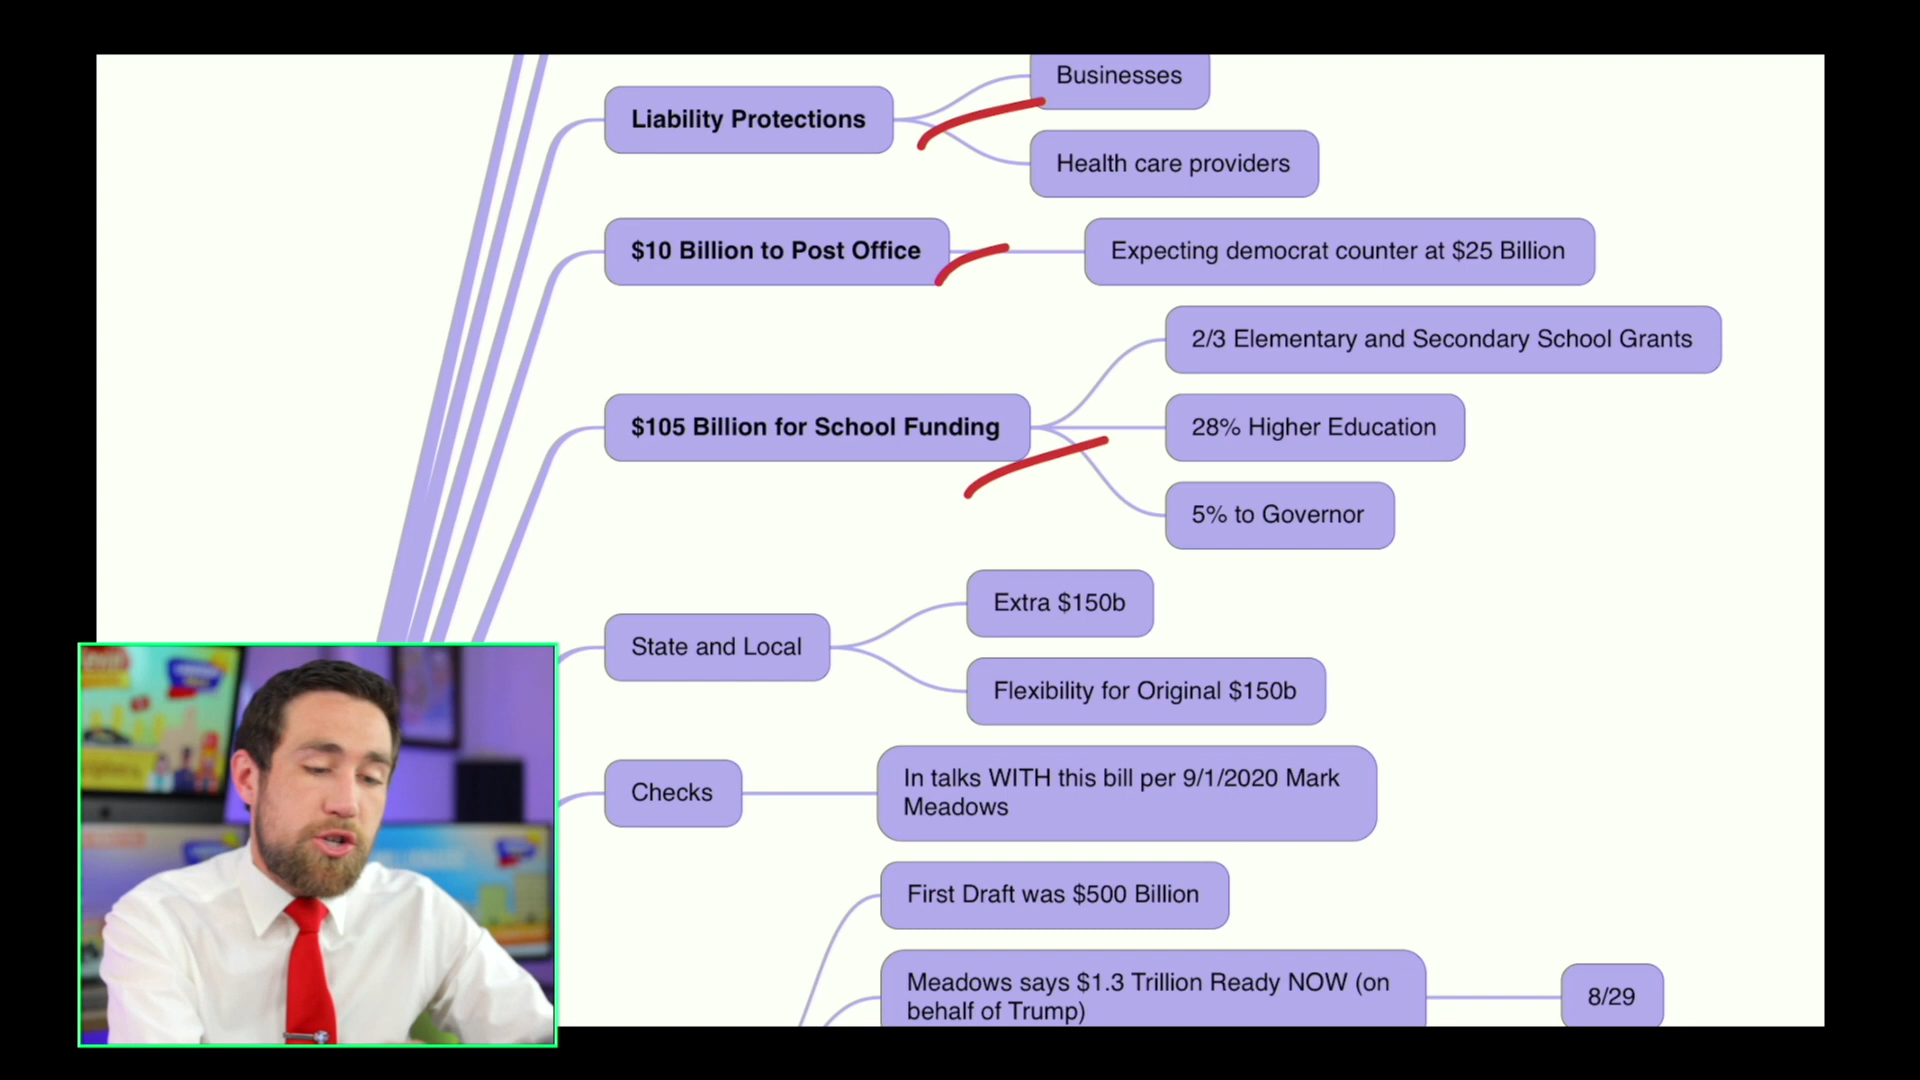 Businesses
Liability Protections
Health care providers
$10 Billion to Post Office
Expecting democrat counter at $25 Billion
2/3 Elementary and Secondary School Grants
$105 Billion for School Funding
28% Higher Education
5% to Governor
Extra $150b
State and Local
Flexibility for Original $150b
Checks
In talks WITH this bill per 9/1/2020 Mark
Meadows
First Draft was $500 Billion
Meadows says $1.3 Trillion Ready NOW (on
behalf of Trump)
8/29